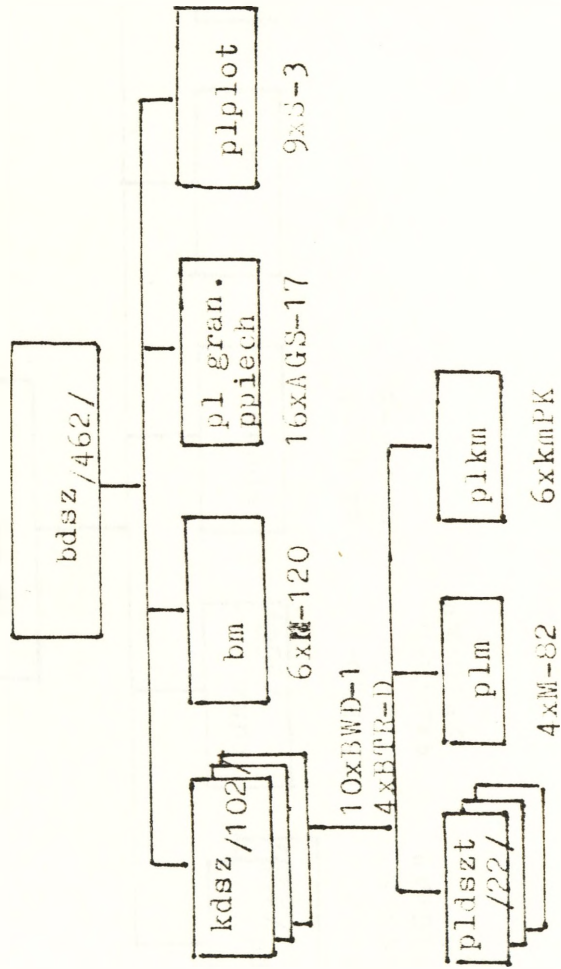 bdsz /462/
kdsz /102/
bm
pl gran.
ppiech
plplot
6xM-120
16xAGS-17
9xS-3
10xBWD-1
4xBTR-D
pldszt
/22/
plm
plkm
4xM-82
6xkmPK